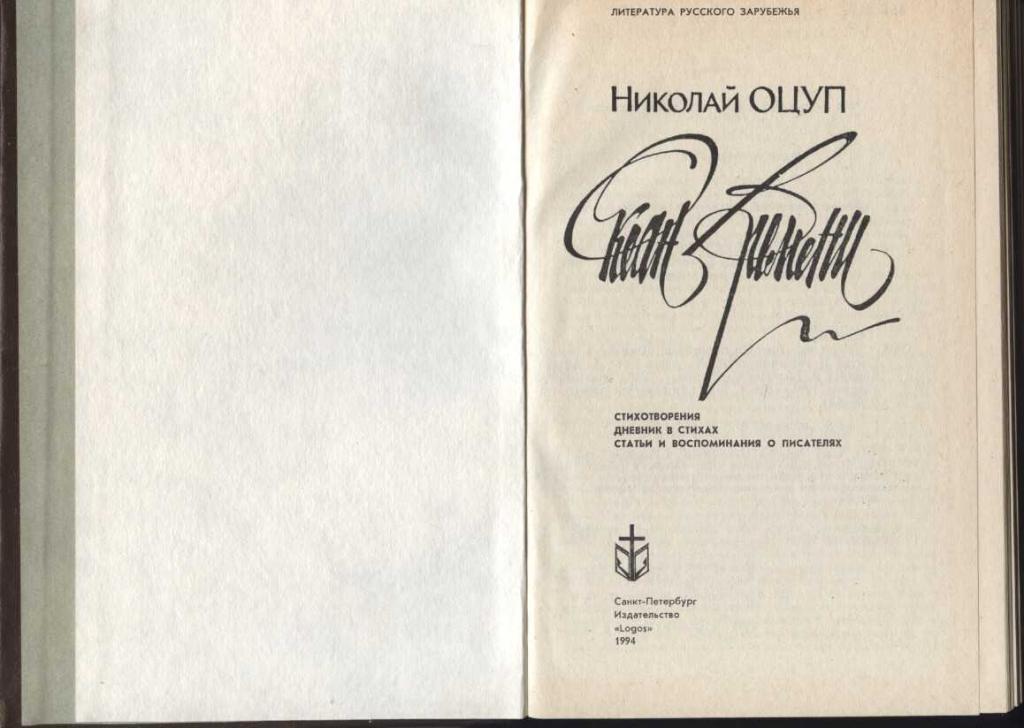 ЛИТЕРАТУРА РУССКОГО ЗАРУБЕЖЬЯ
Николай ОЦУП
Океан Времени
СТИХОТВОРЕНИЯ
ДНЕВНИК В СТИХАХ
СТАТЬИ И ВОСПОМИНАНИЯ О ПИСАТЕЛЯХ
Санкт-Петербург
Издательство
«Logos»
1994